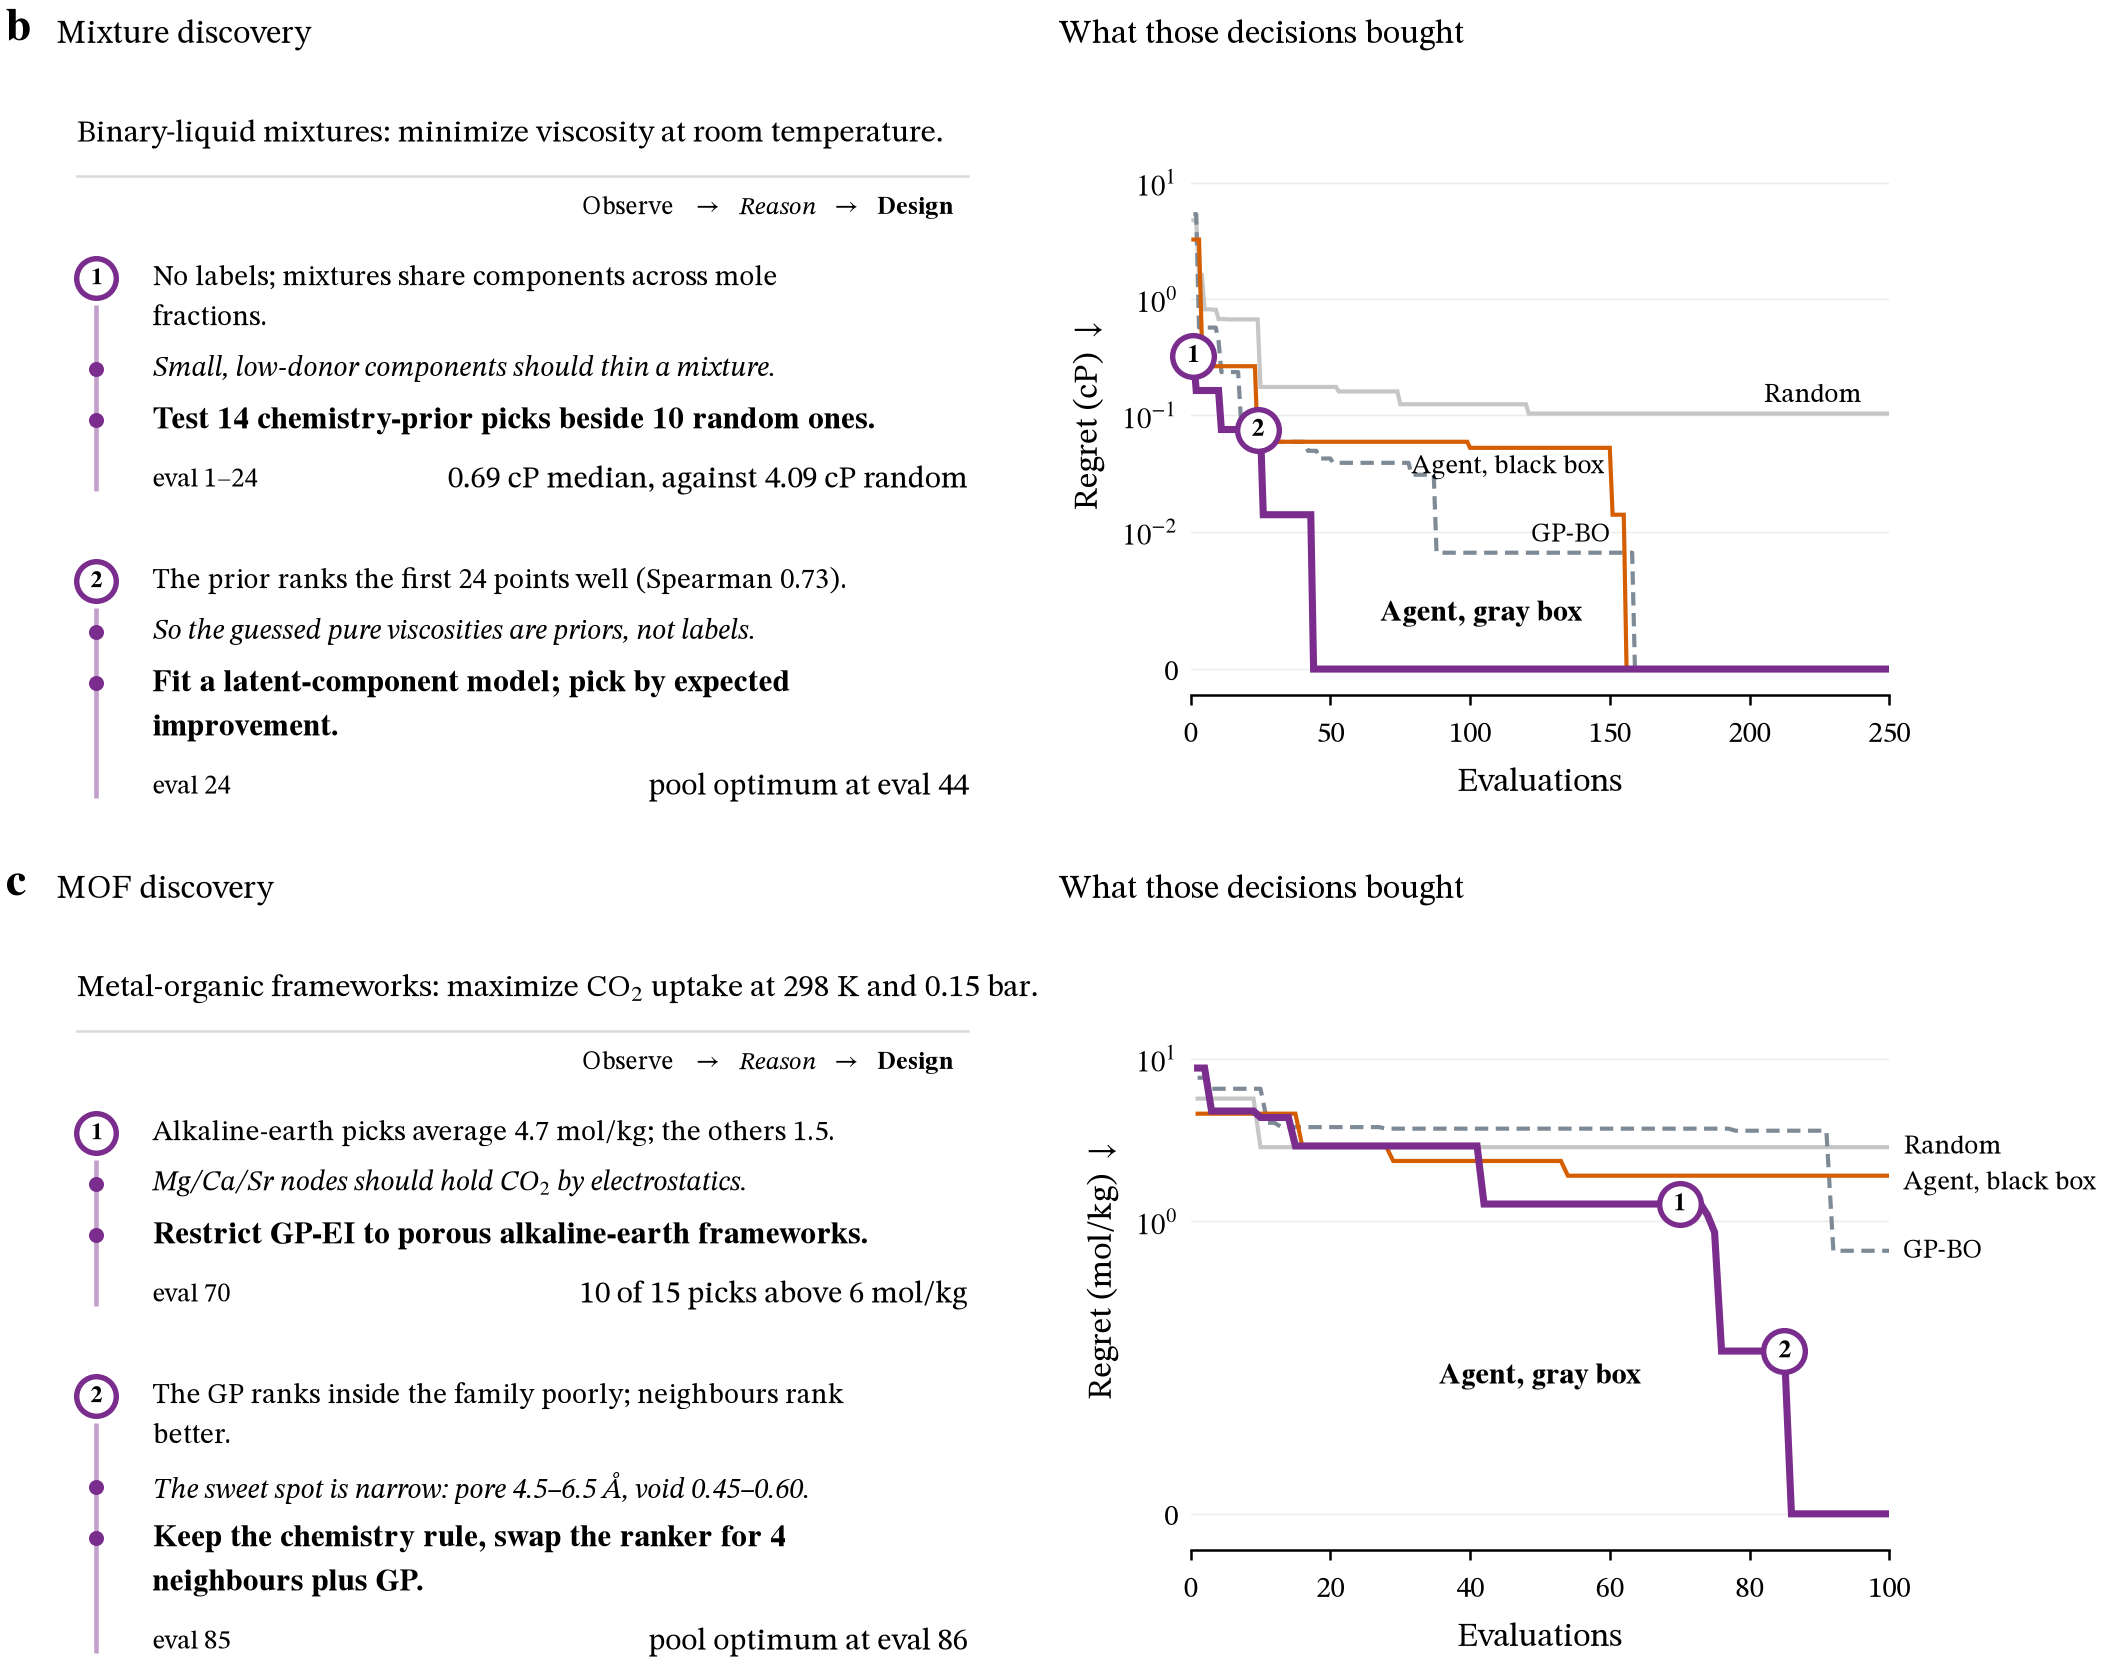 b Mixture discovery
Binary-liquid mixtures: minimize viscosity at room temperature.
Observe → Reason → Design
1 No labels; mixtures share components across mole
fractions.
Small, low-donor components should thin a mixture.
Test 14 chemistry-prior picks beside 10 random ones.
eval 1–24 0.69 cP median, against 4.09 cP random
2 The prior ranks the first 24 points well (Spearman 0.73).
So the guessed pure viscosities are priors, not labels.
Fit a latent-component model; pick by expected
improvement.
eval 24 pool optimum at eval 44
What those decisions bought
Regret (cP) ↓
10¹
10⁰
10⁻¹
10⁻²
0
1
2
Random
Agent, black box
GP-BO
Agent, gray box
0 50 100 150 200 250
Evaluations
c MOF discovery
Metal-organic frameworks: maximize CO₂ uptake at 298 K and 0.15 bar.
Observe → Reason → Design
1 Alkaline-earth picks average 4.7 mol/kg; the others 1.5.
Mg/Ca/Sr nodes should hold CO₂ by electrostatics.
Restrict GP-EI to porous alkaline-earth frameworks.
eval 70 10 of 15 picks above 6 mol/kg
2 The GP ranks inside the family poorly; neighbours rank
better.
The sweet spot is narrow: pore 4.5–6.5 Å, void 0.45–0.60.
Keep the chemistry rule, swap the ranker for 4
neighbours plus GP.
eval 85 pool optimum at eval 86
What those decisions bought
Regret (mol/kg) ↓
10¹
10⁰
0
Random
Agent, black box
1
GP-BO
2
Agent, gray box
0 20 40 60 80 100
Evaluations